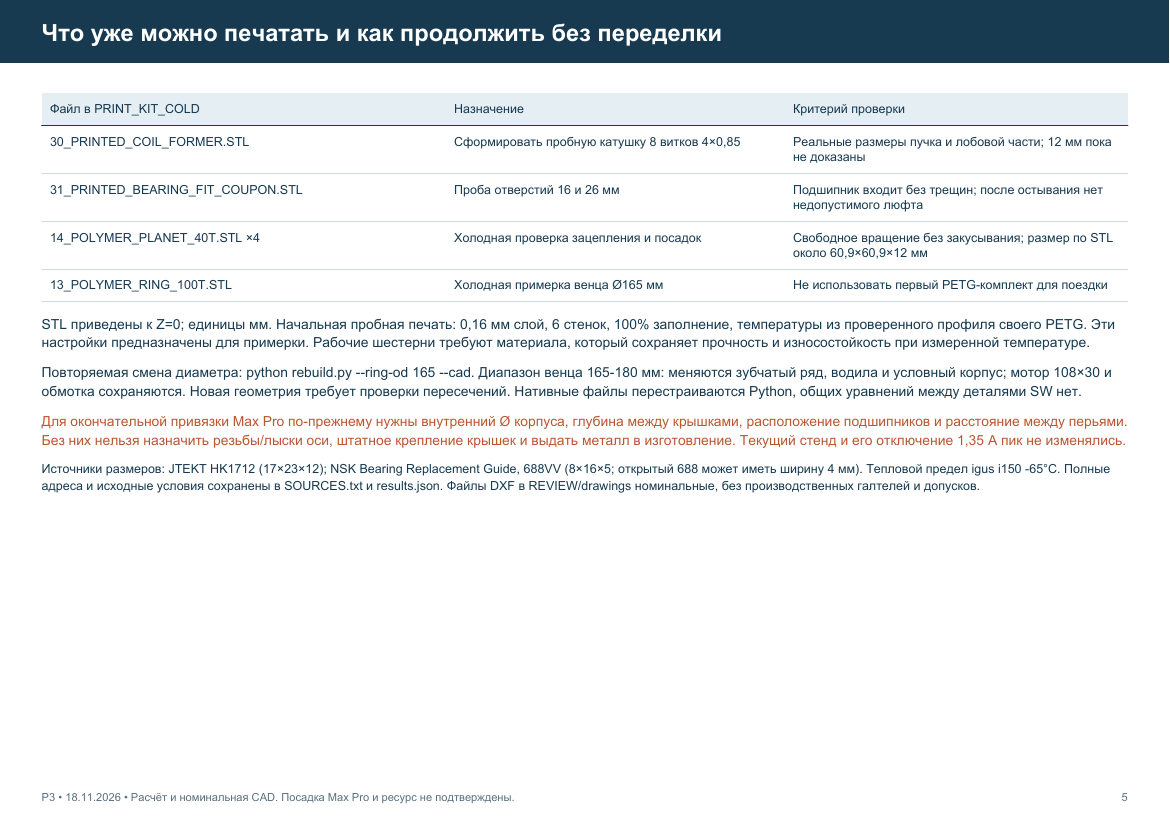 Что уже можно печатать и как продолжить без переделки
Файл в PRINT_KIT_COLD
Назначение
Критерий проверки
30_PRINTED_COIL_FORMER.STL
Сформировать пробную катушку 8 витков 4×0,85
Реальные размеры пучка и лобовой части; 12 мм пока
не доказаны
31_PRINTED_BEARING_FIT_COUPON.STL
Проба отверстий 16 и 26 мм
Подшипник входит без трещин; после остывания нет
недопустимого люфта
14_POLYMER_PLANET_40T.STL ×4
Холодная проверка зацепления и посадок
Свободное вращение без закусывания; размер по STL
около 60,9×60,9×12 мм
13_POLYMER_RING_100T.STL
Холодная примерка венца Ø165 мм
Не использовать первый PETG-комплект для поездки
STL приведены к Z=0; единицы мм. Начальная пробная печать: 0,16 мм слой, 6 стенок, 100% заполнение, температуры из проверенного профиля своего PETG. Эти
настройки предназначены для примерки. Рабочие шестерни требуют материала, который сохраняет прочность и износостойкость при измеренной температуре.
Повторяемая смена диаметра: python rebuild.py --ring-od 165 --cad. Диапазон венца 165-180 мм: меняются зубчатый ряд, водила и условный корпус; мотор 108×30 и
обмотка сохраняются. Новая геометрия требует проверки пересечений. Нативные файлы перестраиваются Python, общих уравнений между деталями SW нет.
Для окончательной привязки Max Pro по-прежнему нужны внутренний Ø корпуса, глубина между крышками, расположение подшипников и расстояние между перьями.
Без них нельзя назначить резьбы/лыски оси, штатное крепление крышек и выдать металл в изготовление. Текущий стенд и его отключение 1,35 А пик не изменялись.
Источники размеров: JTEKT HK1712 (17×23×12); NSK Bearing Replacement Guide, 688VV (8×16×5; открытый 688 может иметь ширину 4 мм). Тепловой предел igus i150 -65°C. Полные
адреса и исходные условия сохранены в SOURCES.txt и results.json. Файлы DXF в REVIEW/drawings номинальные, без производственных галтелей и допусков.
P3 • 18.11.2026 • Расчёт и номинальная CAD. Посадка Max Pro и ресурс не подтверждены.
5